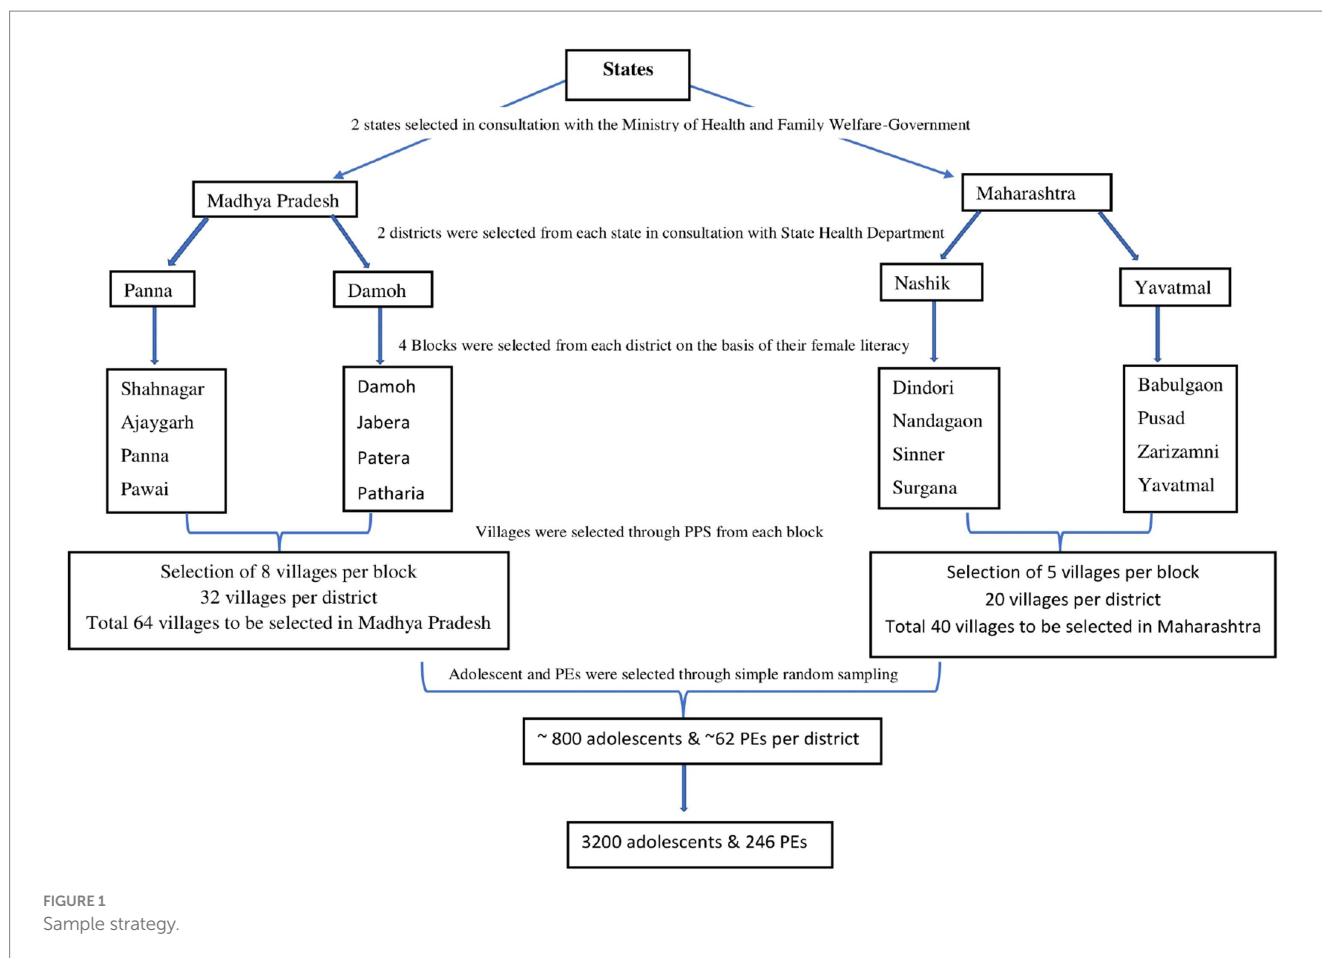 States
2 states selected in consultation with the Ministry of Health and Family Welfare-Government
Madhya Pradesh
Maharashtra
2 districts were selected from each state in consultation with State Health Department
Panna
Damoh
Nashik
Yavatmal
4 Blocks were selected from each district on the basis of their female literacy
Shahnagar
Ajaygarh
Panna
Pawai
Damoh
Jabera
Patera
Patharia
Dindori
Nandagaon
Sinner
Surgana
Babulgaon
Pusad
Zarizamni
Yavatmal
Villages were selected through PPS from each block
Selection of 8 villages per block
32 villages per district
Total 64 villages to be selected in Madhya Pradesh
Selection of 5 villages per block
20 villages per district
Total 40 villages to be selected in Maharashtra
Adolescent and PEs were selected through simple random sampling
~ 800 adolescents & ~62 PEs per district
3200 adolescents & 246 PEs
FIGURE 1
Sample strategy.